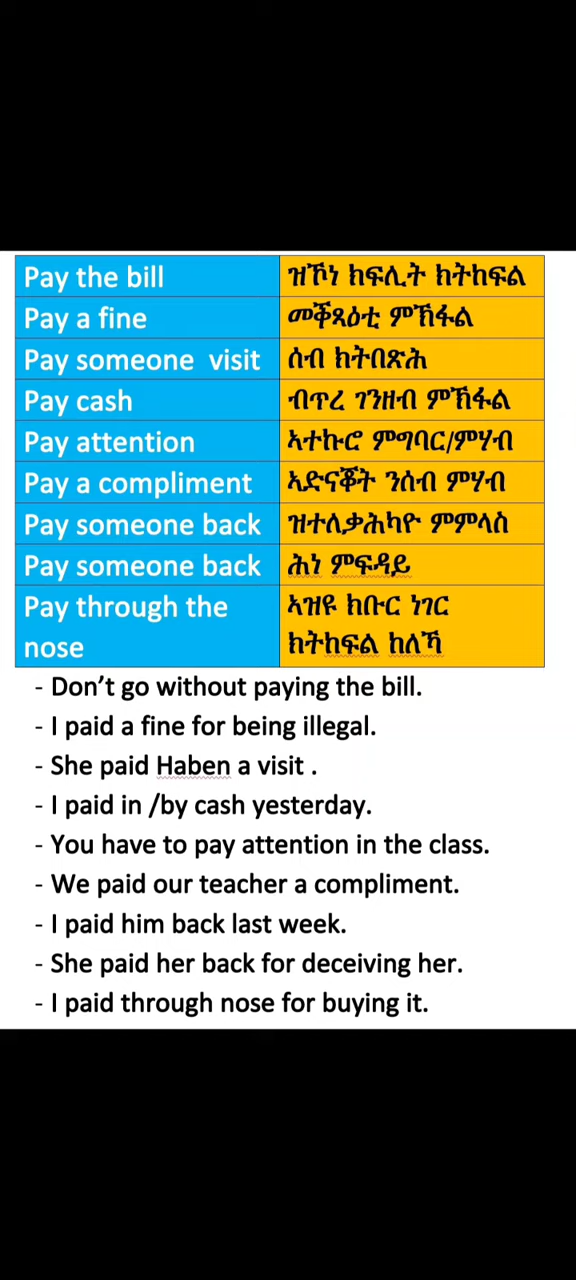 Pay the bill ዝኾነ ክፍሊት ክትከፍል
Pay a fine መቅጻዕቲ ምኽፋል
Pay someone visit ሰብ ክትበጽሕ
Pay cash ብጥረ ገንዘብ ምኽፋል
Pay attention ኣተኩሮ ምግባር/ምሃብ
Pay a compliment ኣድናቆት ንሰብ ምሃብ
Pay someone back ዝተለቃሕካዮ ምምላስ
Pay someone back ሕነ ምፍዳይ
Pay through the ኣዝዩ ክቡር ነገር
nose ክትከፍል ከለኻ
- Don't go without paying the bill.
- I paid a fine for being illegal.
- She paid Haben a visit .
- I paid in /by cash yesterday.
- You have to pay attention in the class.
- We paid our teacher a compliment.
- I paid him back last week.
- She paid her back for deceiving her.
- I paid through nose for buying it.